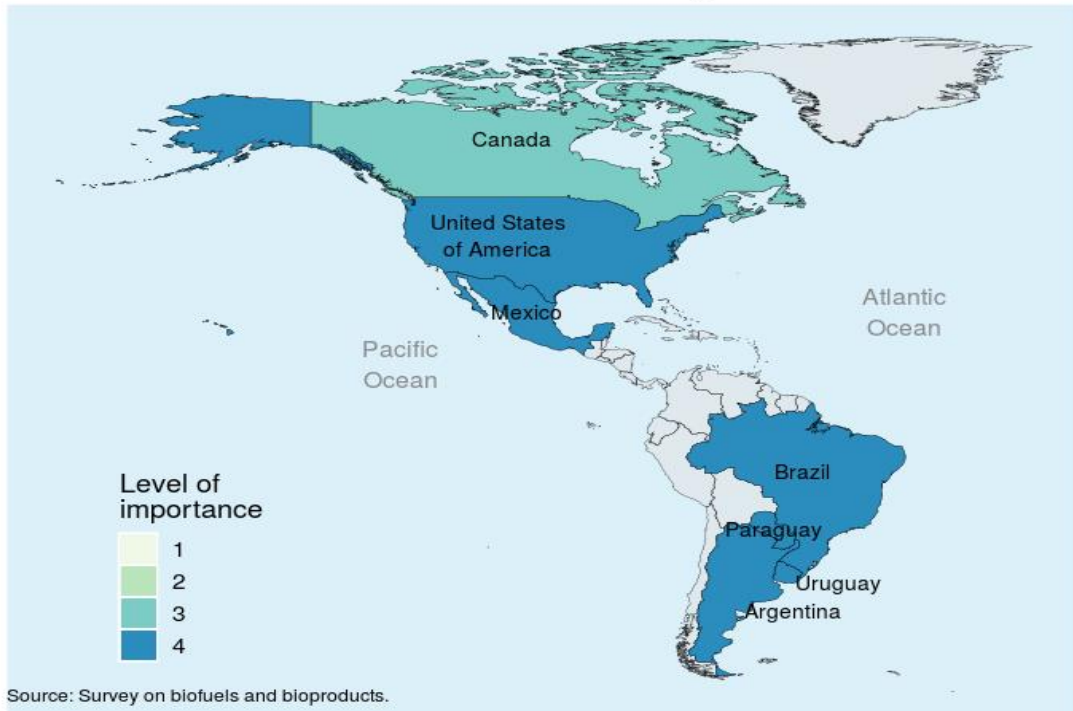 Canada
United States
of America
Mexico
Atlantic
Ocean
Pacific
Ocean
Brazil
Paraguay
Uruguay
Argentina
Level of
importance
1
2
3
4
Source: Survey on biofuels and bioproducts.